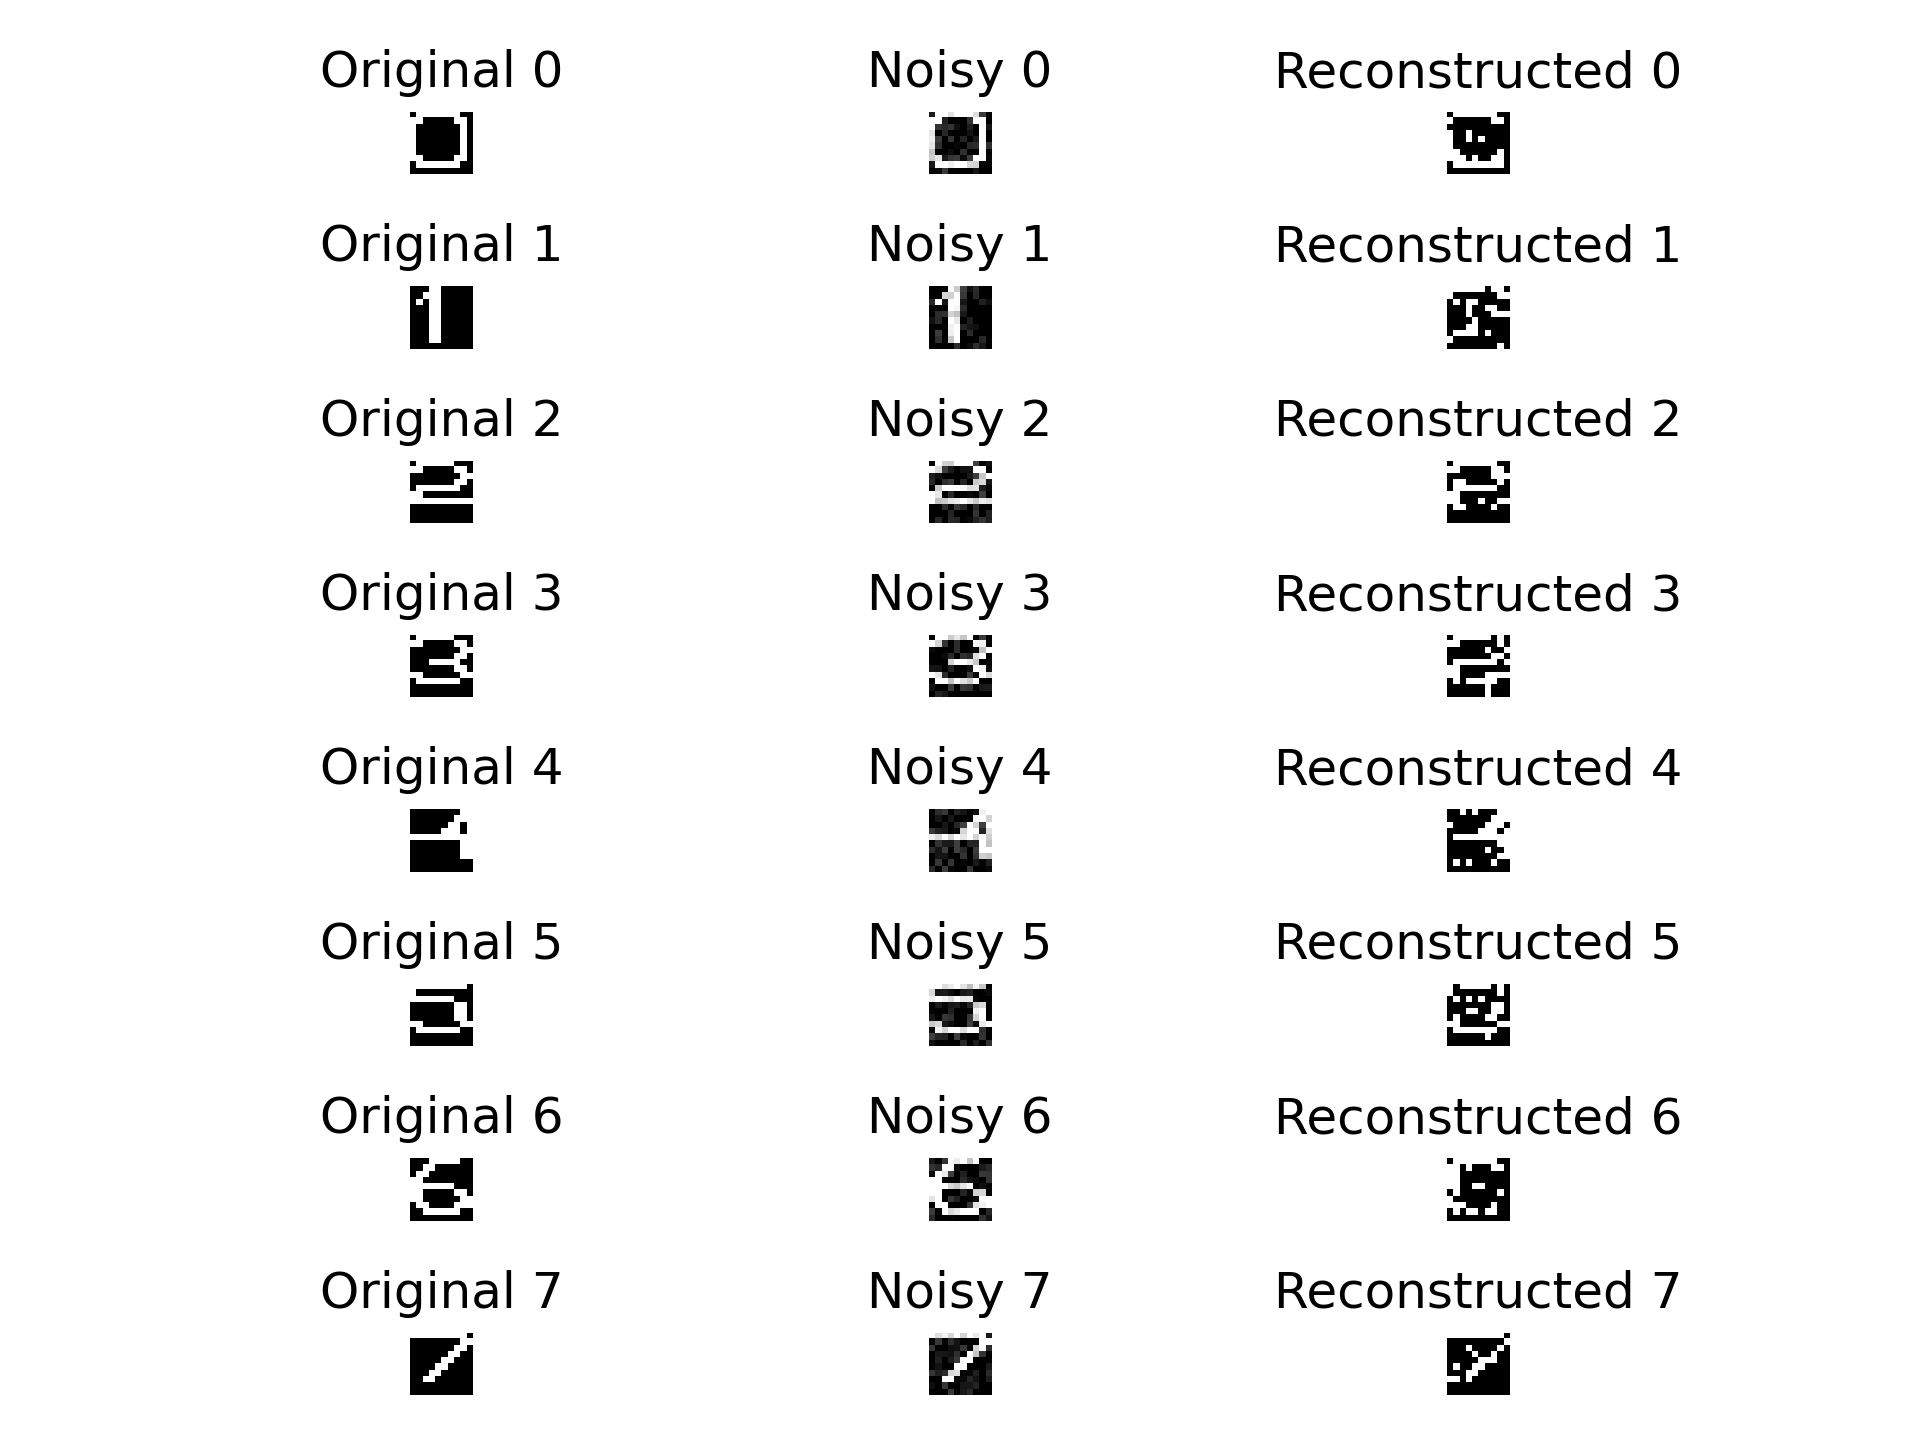 Original 0 Noisy 0 Reconstructed 0
Original 1 Noisy 1 Reconstructed 1
Original 2 Noisy 2 Reconstructed 2
Original 3 Noisy 3 Reconstructed 3
Original 4 Noisy 4 Reconstructed 4
Original 5 Noisy 5 Reconstructed 5
Original 6 Noisy 6 Reconstructed 6
Original 7 Noisy 7 Reconstructed 7